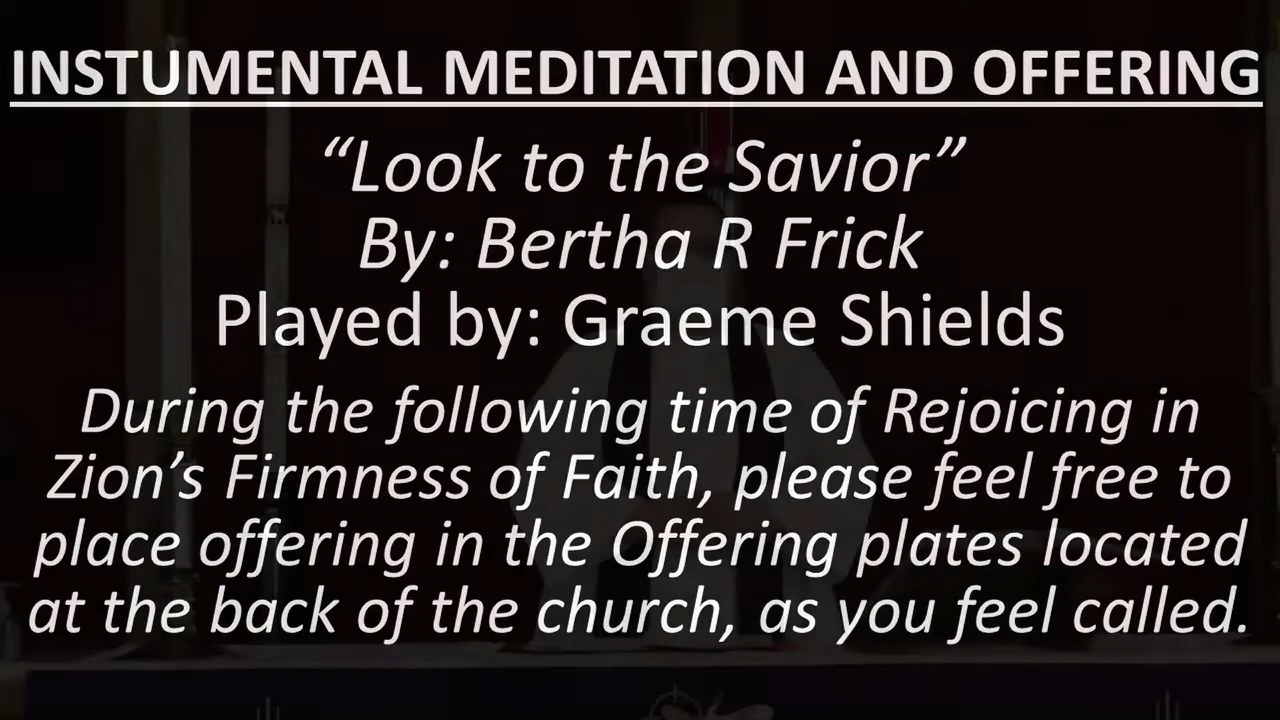 INSTUMENTAL MEDITATION AND OFFERING
“Look to the Savior”
By: Bertha R Frick
Played by: Graeme Shields
During the following time of Rejoicing in
Zion’s Firmness of Faith, please feel free to
place offering in the Offering plates located
at the back of the church, as you feel called.